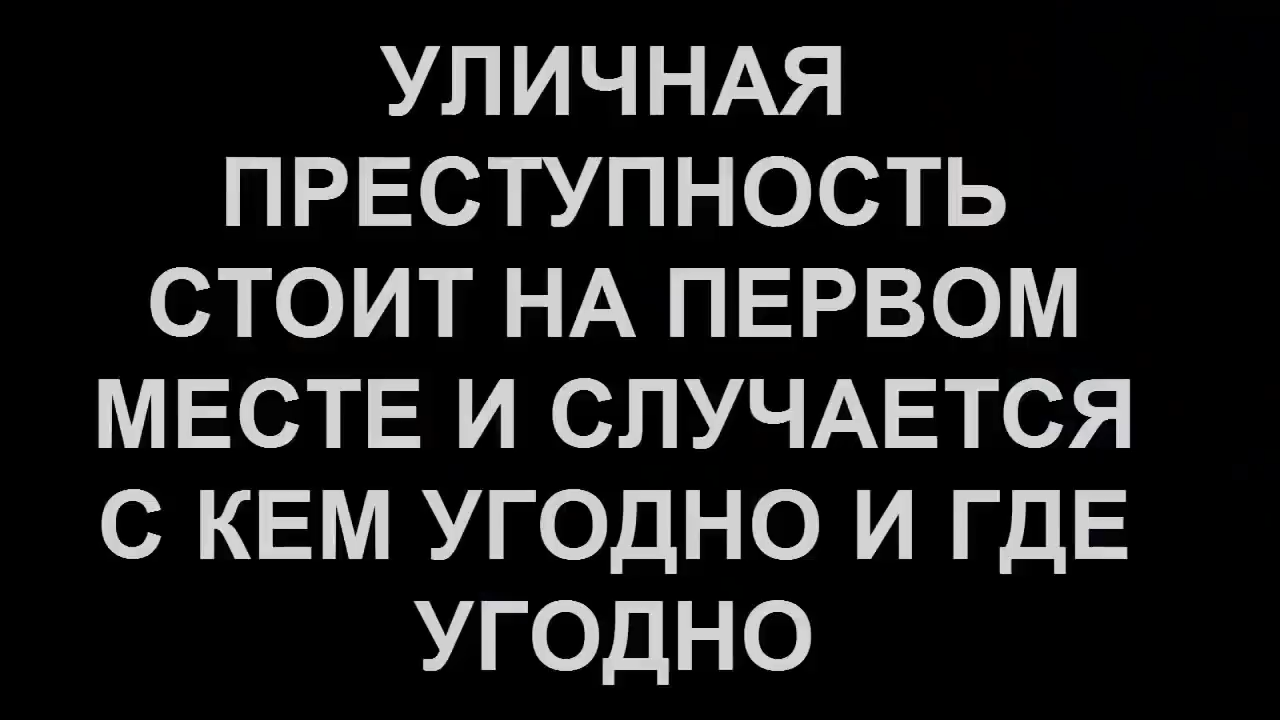 УЛИЧНАЯ
ПРЕСТУПНОСТЬ
СТОИТ НА ПЕРВОМ
МЕСТЕ И СЛУЧАЕТСЯ
С КЕМ УГОДНО И ГДЕ
УГОДНО